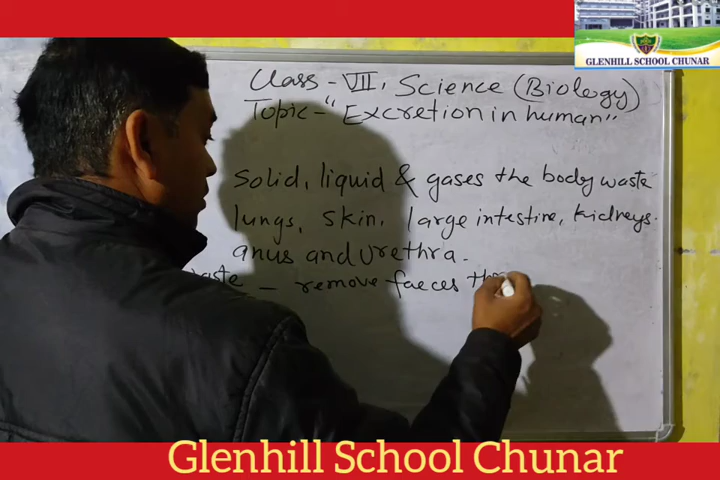 GLENHILL SCHOOL CHUNAR
Class - VII, Science (Biology)
Topic - "Excretion in human"
Solid, liquid & gases the body waste
lungs, skin, large intestine, kidneys.
anus and Urethra.
- remove faeces
Glenhill School Chunar